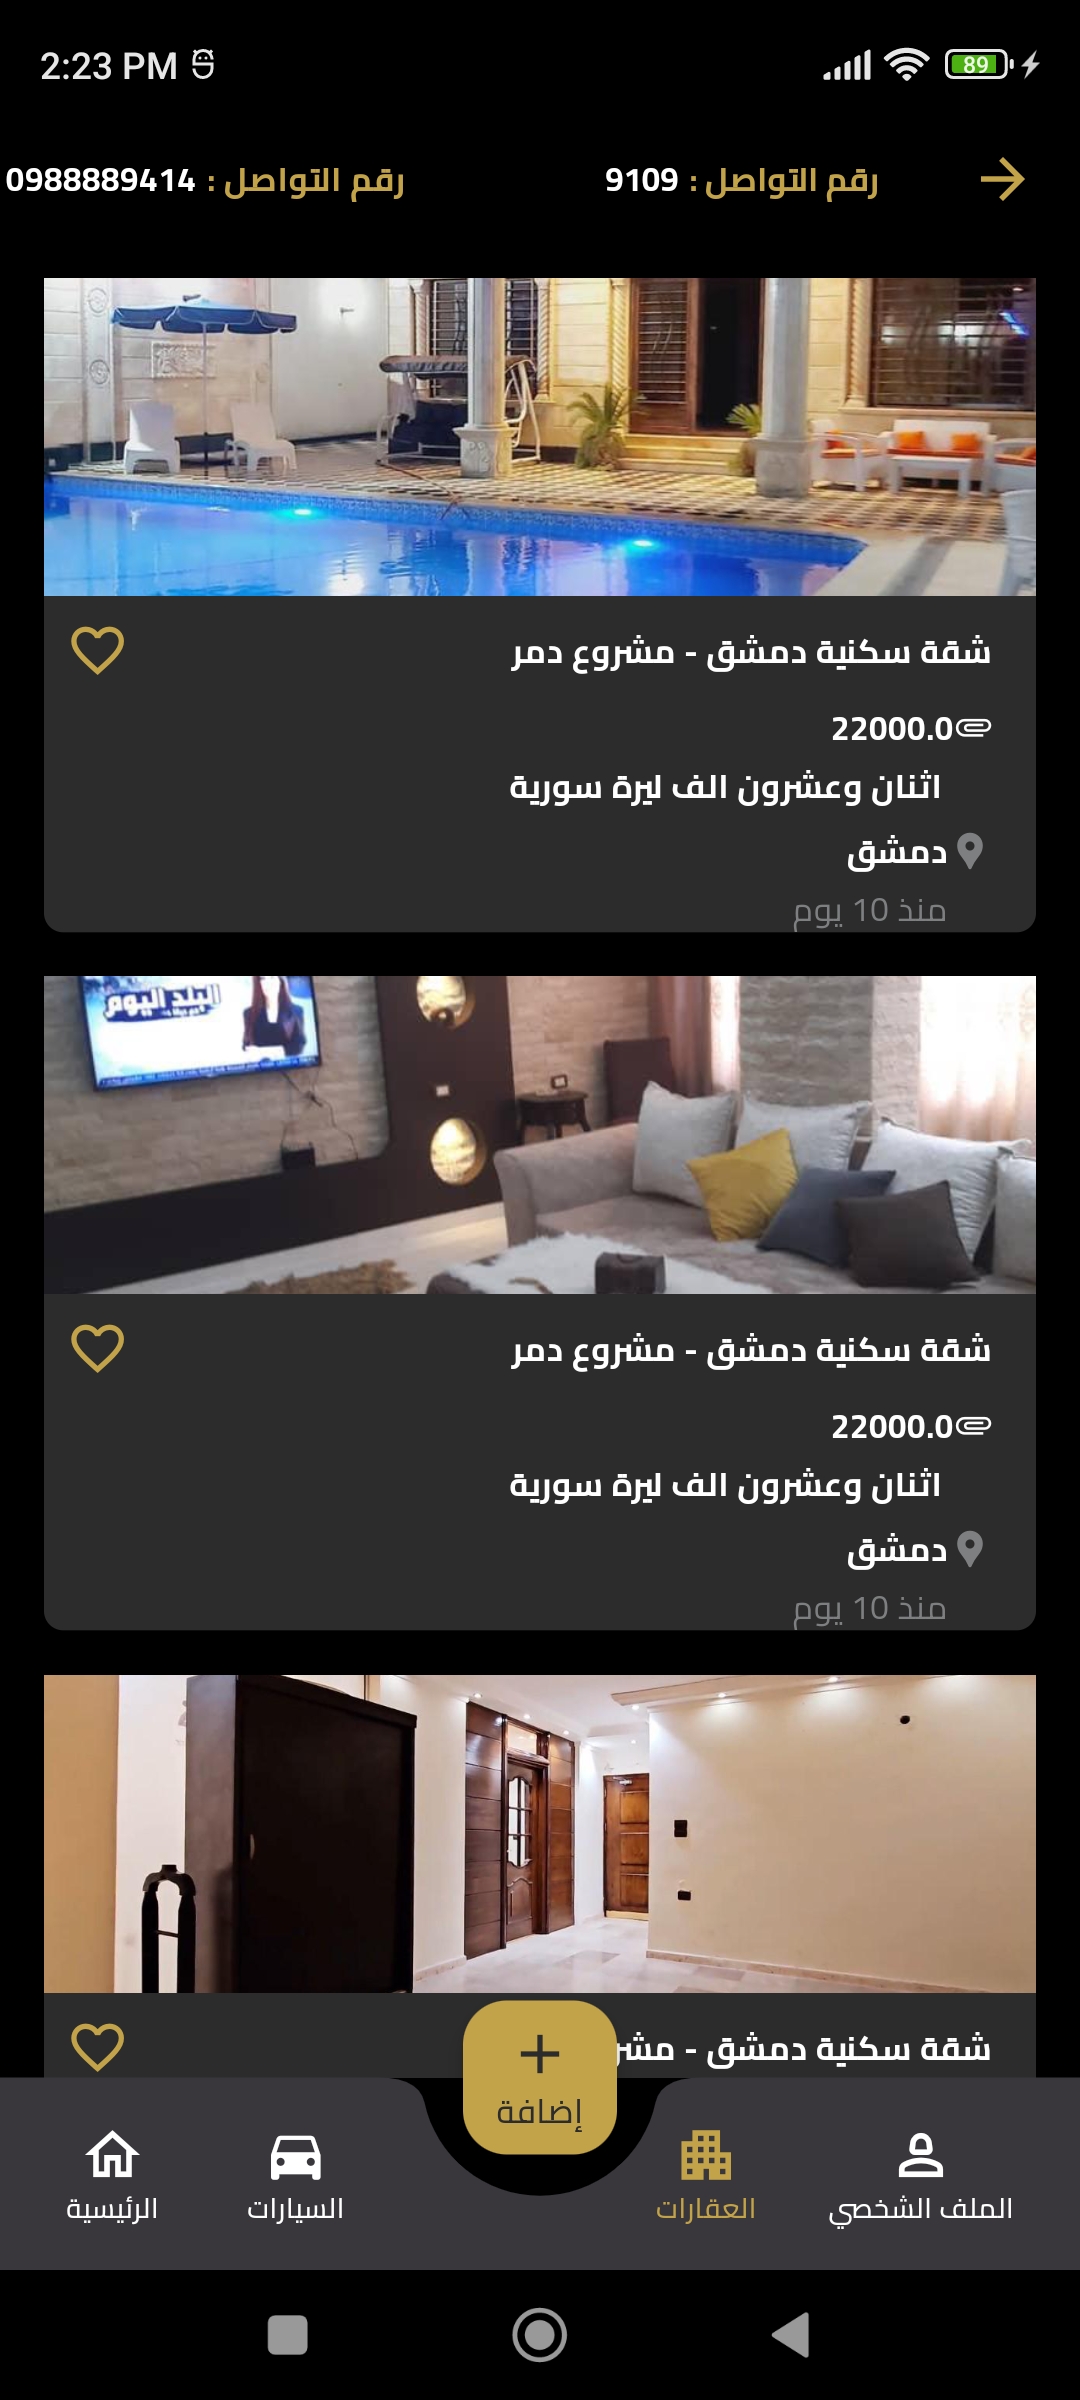 2:23 PM
89
رقم التواصل : 9109
رقم التواصل : 0988889414
شقة سكنية دمشق - مشروع دمر
22000.0
اثنان وعشرون الف ليرة سورية
دمشق
منذ 10 يوم
البلد اليوم
شقة سكنية دمشق - مشروع دمر
22000.0
اثنان وعشرون الف ليرة سورية
دمشق
منذ 10 يوم
شقة سكنية دمشق -
إضافة
الملف الشخصي
العقارات
السيارات
الرئيسية